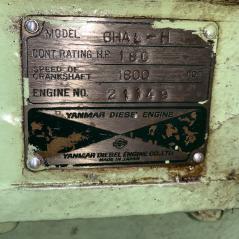 MODEL 6HAL-H
CONT. RATING H.P. 180
SPEED OF CRANKSHAFT 1800
ENGINE NO. 21149
YANMAR DIESEL ENGINE
YANMAR DIESEL ENGINE CO., LTD.
MADE IN JAPAN